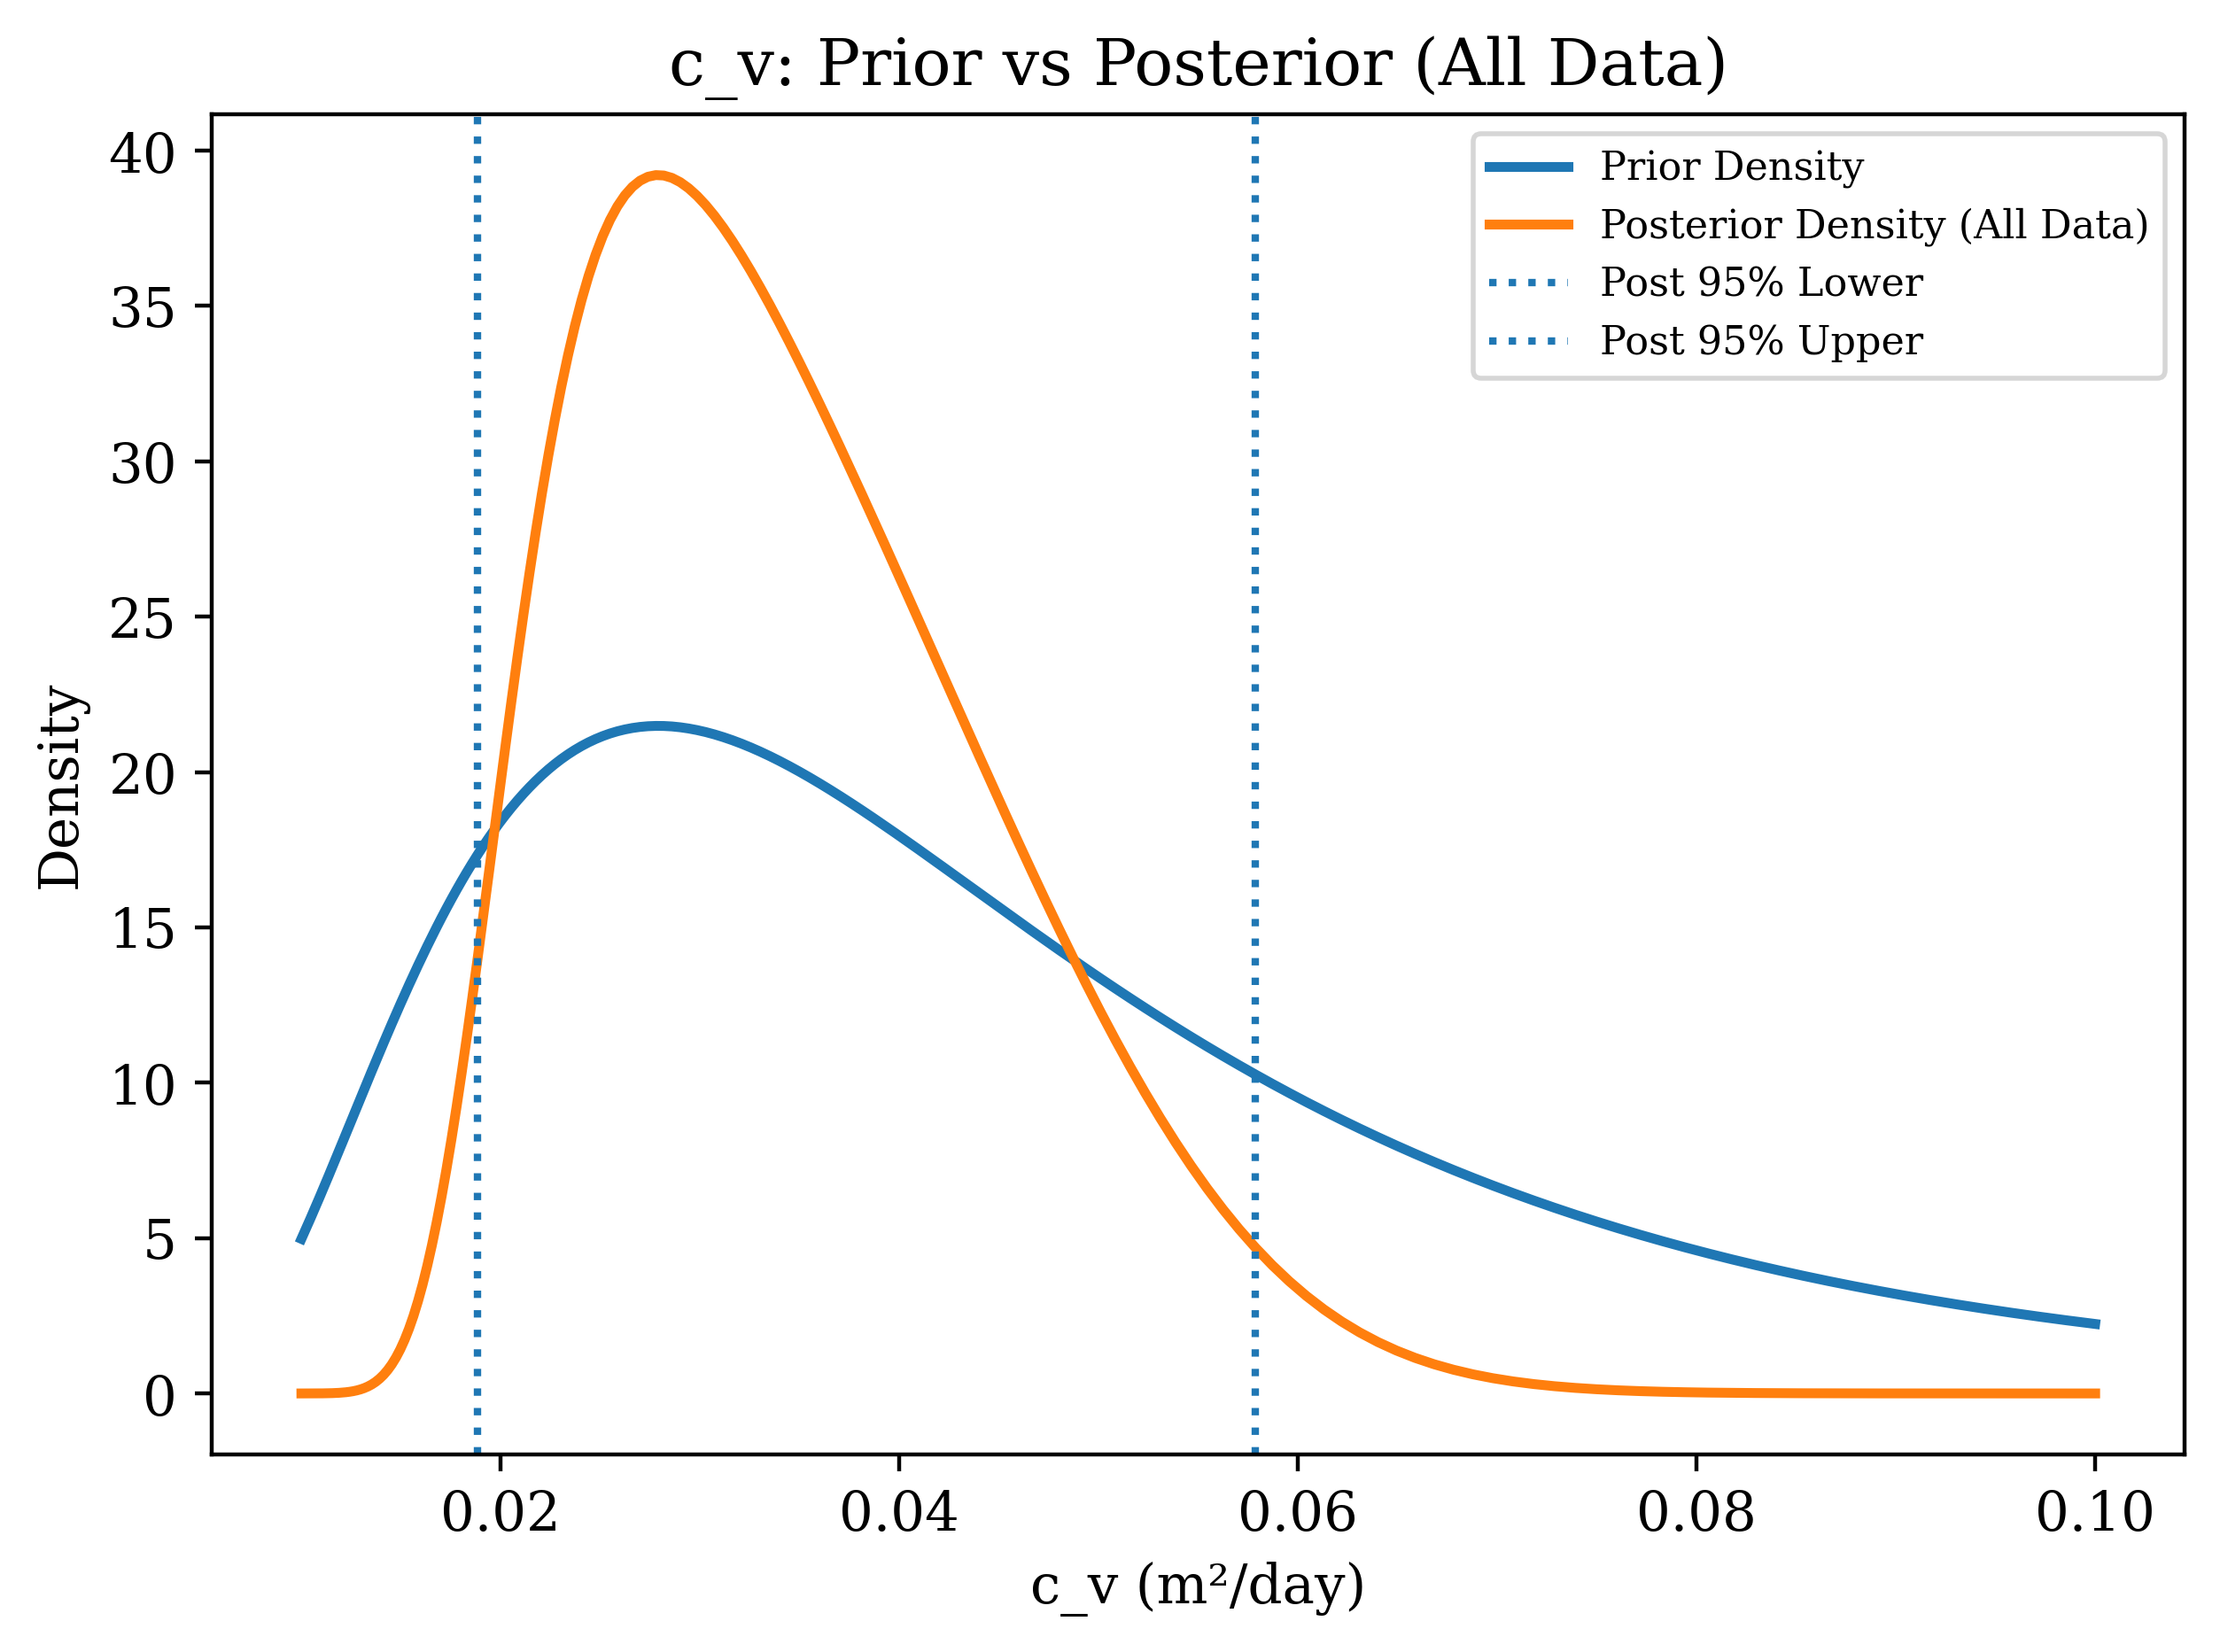 c_v: Prior vs Posterior (All Data)
Prior Density
Posterior Density (All Data)
Post 95% Lower
Post 95% Upper
Density
40
35
30
25
20
15
10
5
0
0.02 0.04 0.06 0.08 0.10
c_v (m²/day)